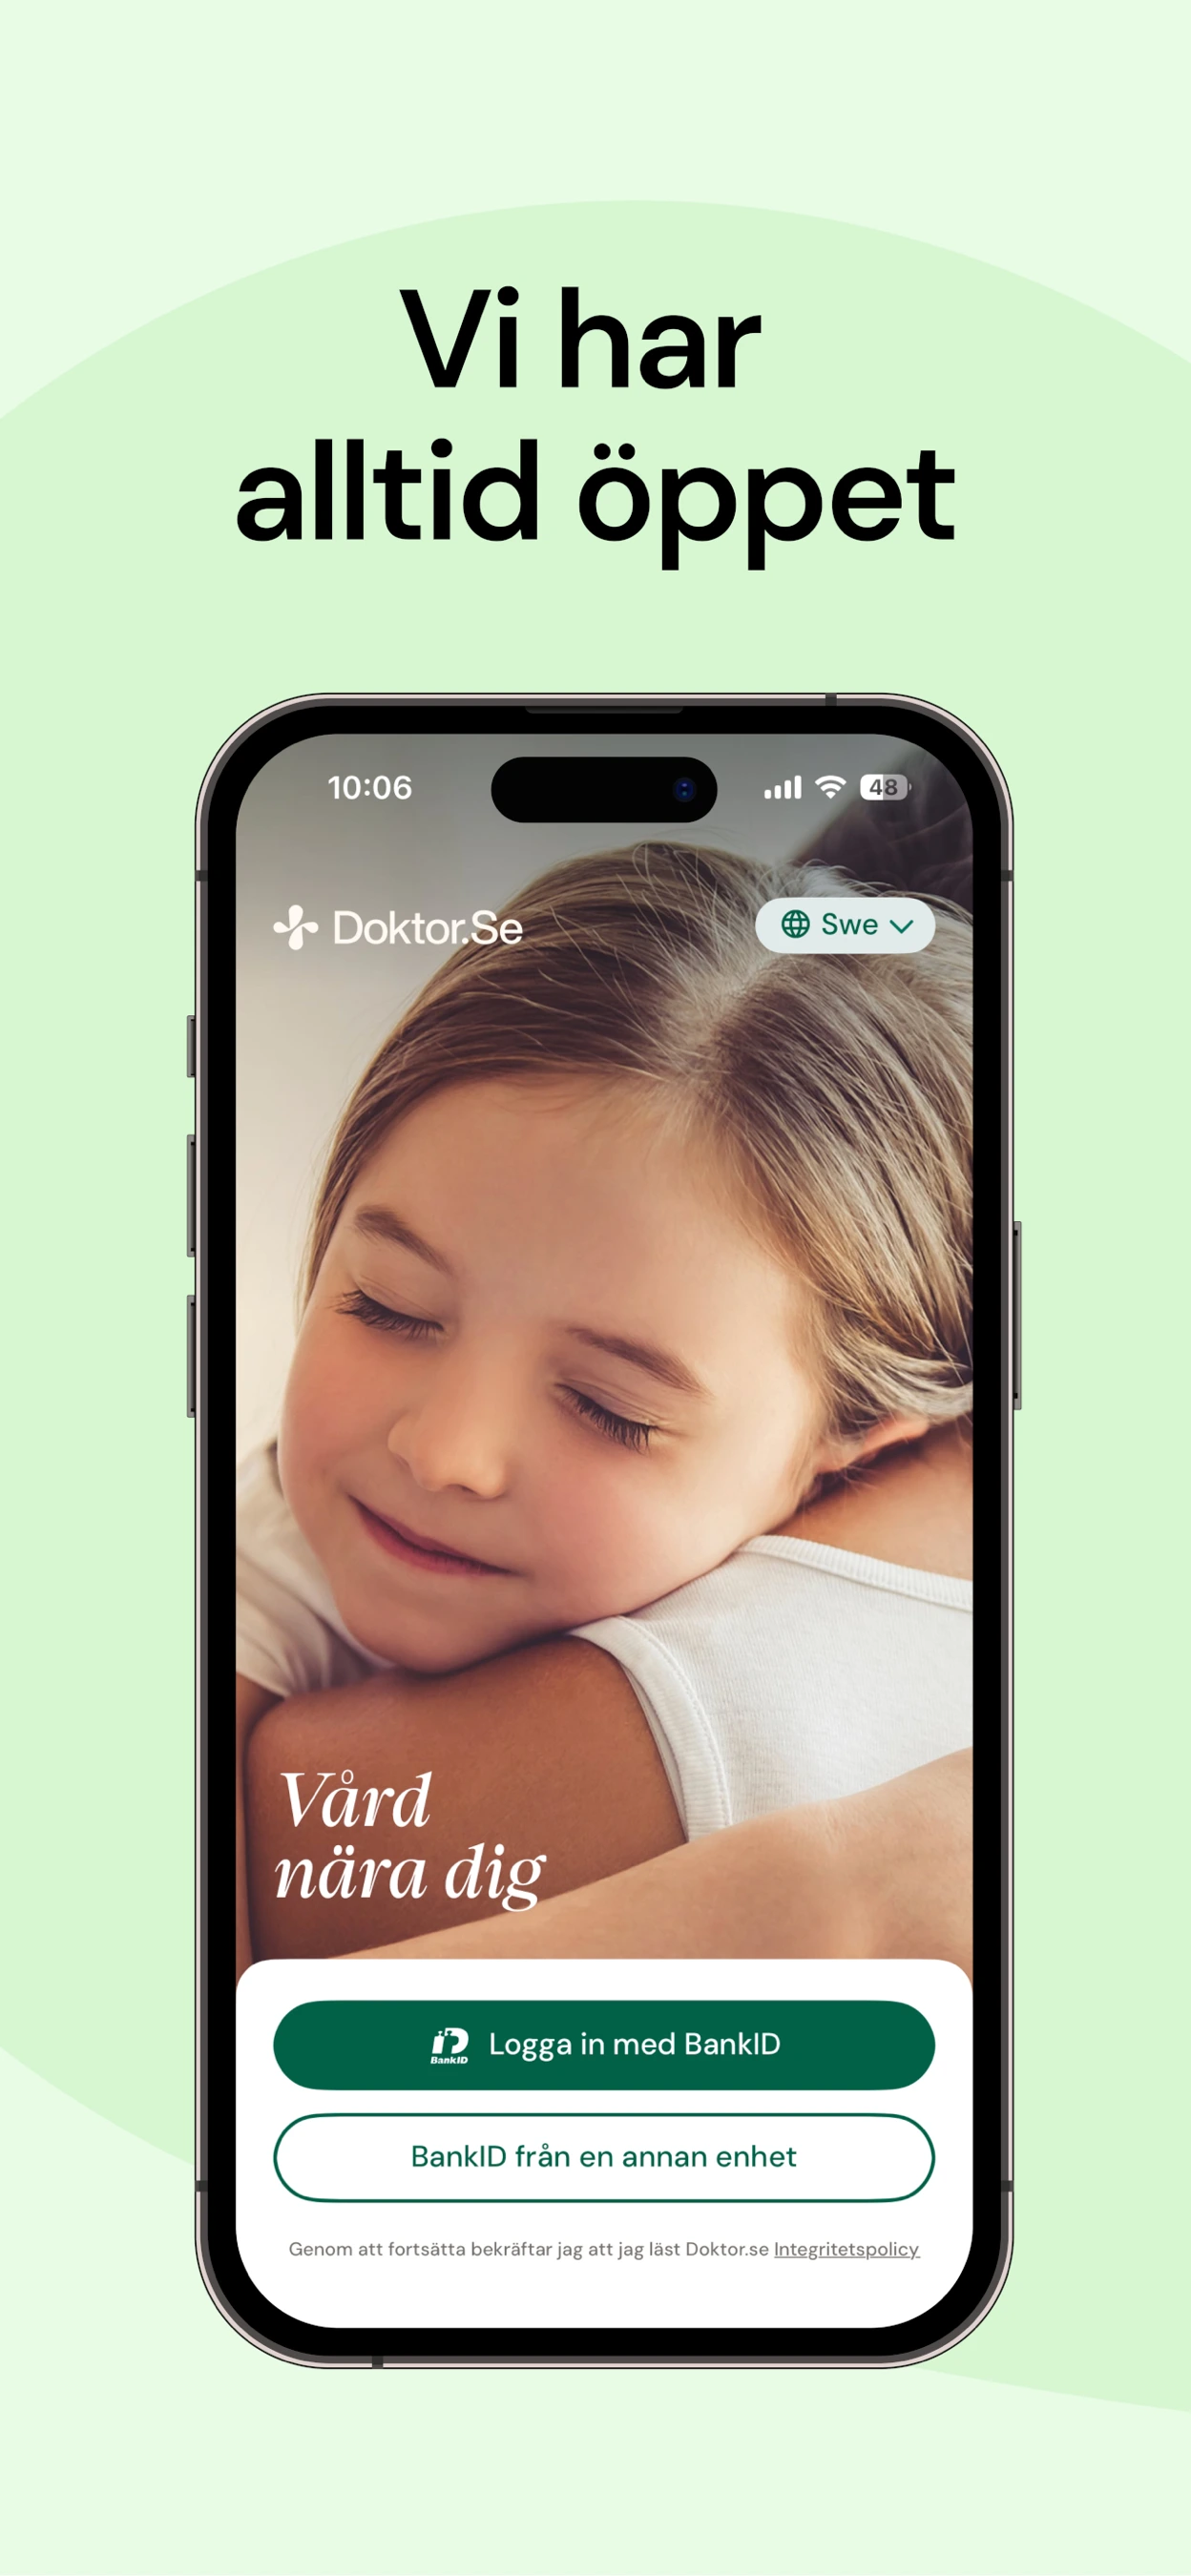 Vi har
alltid öppet
10:06
48
Doktor.Se
Swe
Vård
nära dig
BankID
Logga in med BankID
BankID från en annan enhet
Genom att fortsätta bekräftar jag att jag läst Doktor.se Integritetspolicy